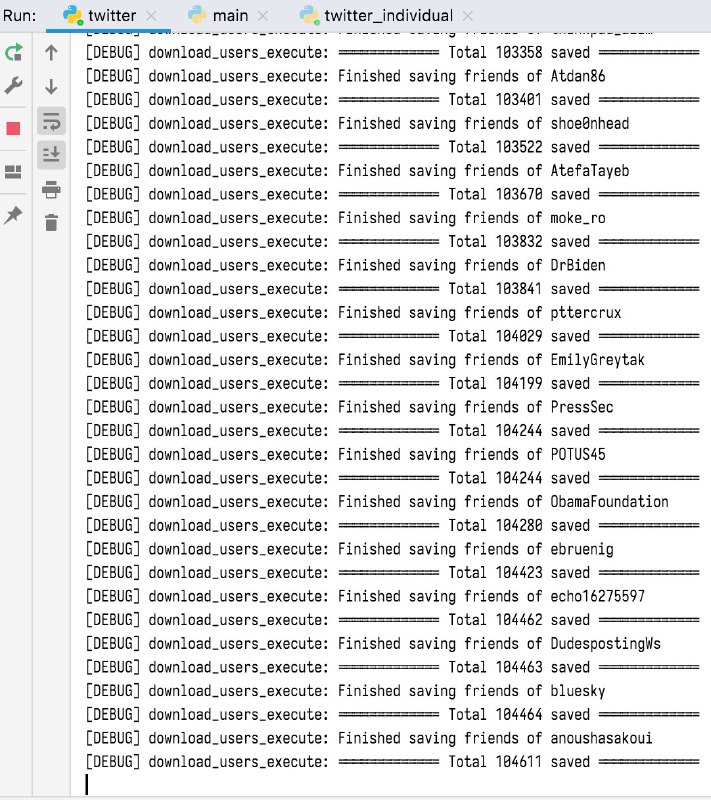 Run: twitter main twitter_individual
[DEBUG] download_users_execute: ============= Total 103358 saved =============
[DEBUG] download_users_execute: Finished saving friends of Atdan86
[DEBUG] download_users_execute: ============= Total 103401 saved =============
[DEBUG] download_users_execute: Finished saving friends of shoe0nhead
[DEBUG] download_users_execute: ============= Total 103522 saved =============
[DEBUG] download_users_execute: Finished saving friends of AtefaTayeb
[DEBUG] download_users_execute: ============= Total 103670 saved =============
[DEBUG] download_users_execute: Finished saving friends of moke_ro
[DEBUG] download_users_execute: ============= Total 103832 saved =============
[DEBUG] download_users_execute: Finished saving friends of DrBiden
[DEBUG] download_users_execute: ============= Total 103841 saved =============
[DEBUG] download_users_execute: Finished saving friends of pttercrux
[DEBUG] download_users_execute: ============= Total 104029 saved =============
[DEBUG] download_users_execute: Finished saving friends of EmilyGreytak
[DEBUG] download_users_execute: ============= Total 104199 saved =============
[DEBUG] download_users_execute: Finished saving friends of PressSec
[DEBUG] download_users_execute: ============= Total 104244 saved =============
[DEBUG] download_users_execute: Finished saving friends of POTUS45
[DEBUG] download_users_execute: ============= Total 104244 saved =============
[DEBUG] download_users_execute: Finished saving friends of ObamaFoundation
[DEBUG] download_users_execute: ============= Total 104280 saved =============
[DEBUG] download_users_execute: Finished saving friends of ebruenig
[DEBUG] download_users_execute: ============= Total 104423 saved =============
[DEBUG] download_users_execute: Finished saving friends of echo16275597
[DEBUG] download_users_execute: ============= Total 104462 saved =============
[DEBUG] download_users_execute: Finished saving friends of DudespostingWs
[DEBUG] download_users_execute: ============= Total 104463 saved =============
[DEBUG] download_users_execute: Finished saving friends of bluesky
[DEBUG] download_users_execute: ============= Total 104464 saved =============
[DEBUG] download_users_execute: Finished saving friends of anoushasakoui
[DEBUG] download_users_execute: ============= Total 104611 saved =============